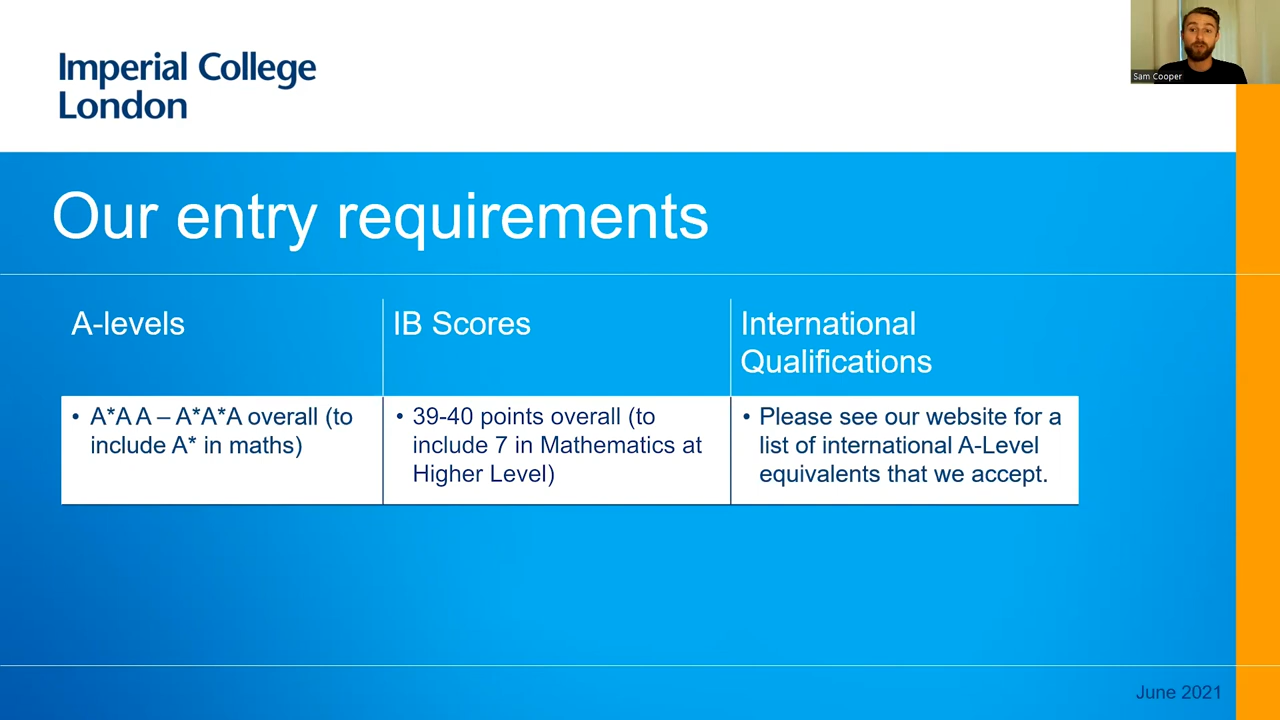 Imperial College
London
Sam Cooper
Our entry requirements
A-levels
IB Scores
International
Qualifications
• A*A A – A*A*A overall (to
include A* in maths)
• 39-40 points overall (to
include 7 in Mathematics at
Higher Level)
• Please see our website for a
list of international A-Level
equivalents that we accept.
June 2021